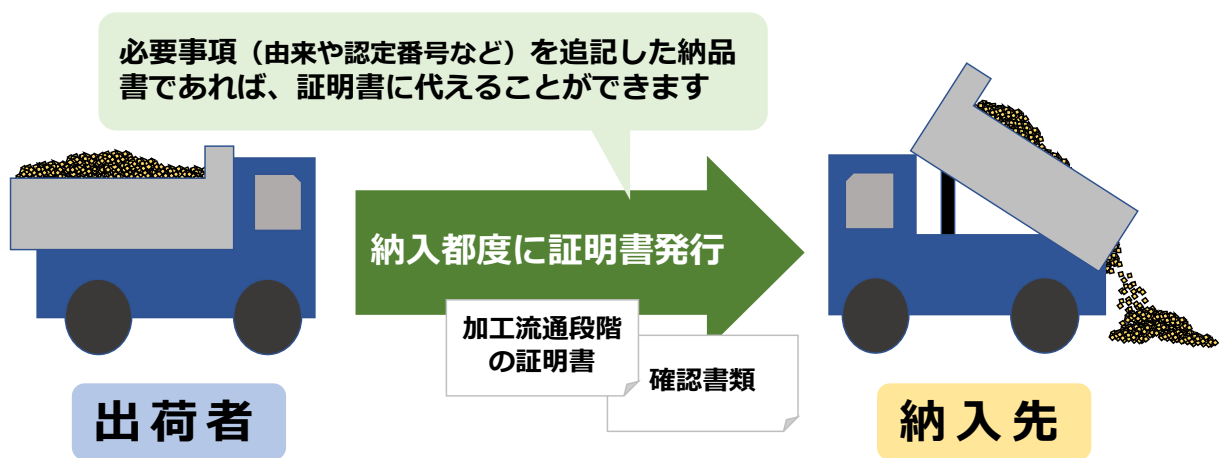 必要事項（由来や認定番号など）を追記した納品
書であれば、証明書に代えることができます
納入都度に証明書発行
加工流通段階
の証明書
確認書類
出荷者
納入先